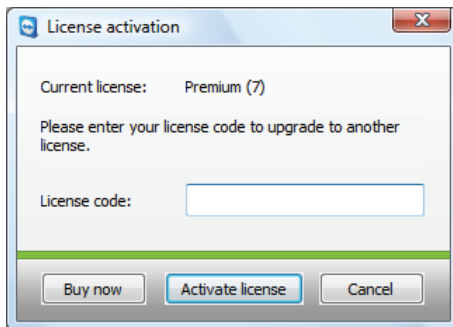 License activation
Current license: Premium (7)
Please enter your license code to upgrade to another
license.
License code:
Buy now Activate license Cancel